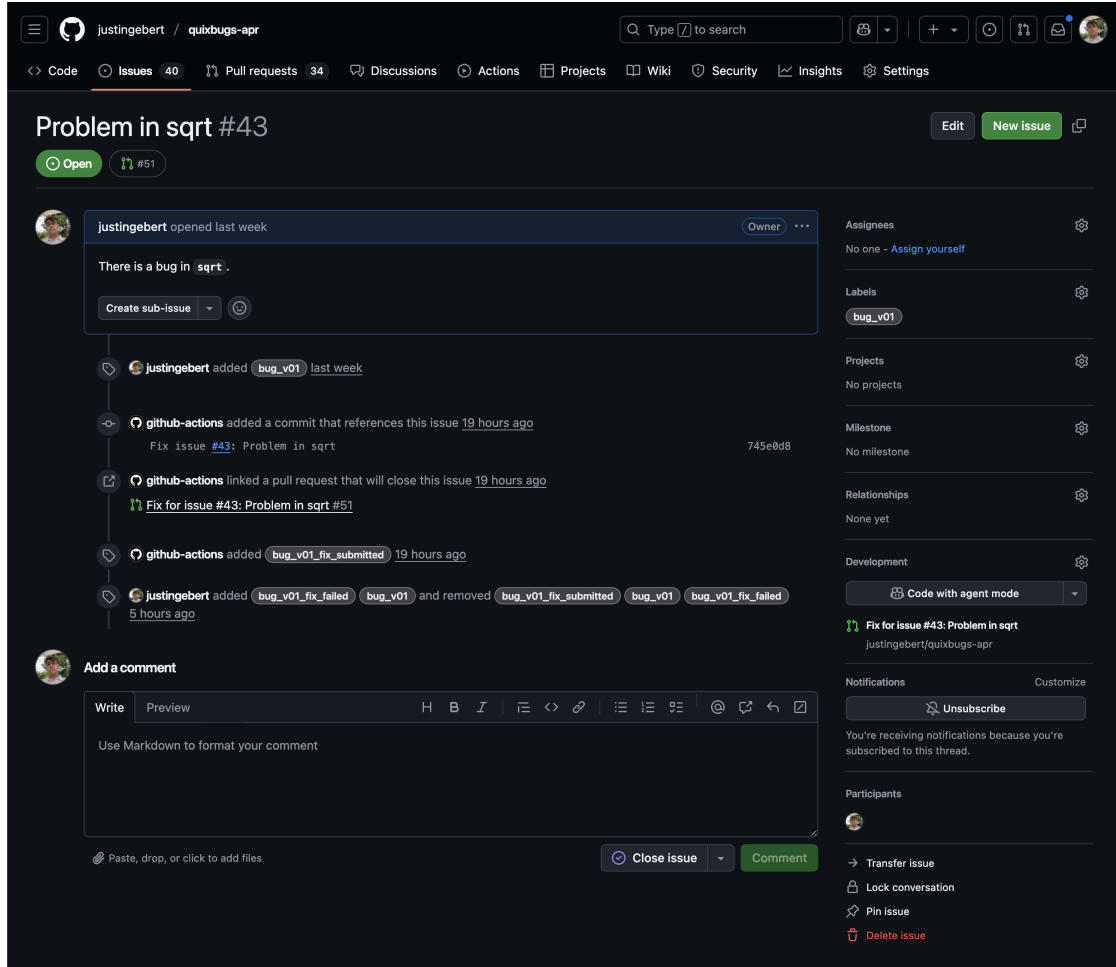 justingebert / quixbugs-apr
Type / to search
Code
Issues 40
Pull requests 34
Discussions
Actions
Projects
Wiki
Security
Insights
Settings
Problem in sqrt #43
Edit
New issue
Open
#51
justingebert opened last week
Owner
There is a bug in sqrt.
Create sub-issue
justingebert added bug_v01 last week
github-actions added a commit that references this issue 19 hours ago
Fix issue #43: Problem in sqrt
745e0d8
github-actions linked a pull request that will close this issue 19 hours ago
Fix for issue #43: Problem in sqrt #51
github-actions added bug_v01_fix_submitted 19 hours ago
justingebert added bug_v01_fix_failed bug_v01 and removed bug_v01_fix_submitted bug_v01 bug_v01_fix_failed
5 hours ago
Add a comment
Write
Preview
H B I
Use Markdown to format your comment
Paste, drop, or click to add files
Close issue
Comment
Assignees
No one - Assign yourself
Labels
bug_v01
Projects
No projects
Milestone
No milestone
Relationships
None yet
Development
Code with agent mode
Fix for issue #43: Problem in sqrt
justingebert/quixbugs-apr
Notifications
Customize
Unsubscribe
You're receiving notifications because you're
subscribed to this thread.
Participants
Transfer issue
Lock conversation
Pin issue
Delete issue